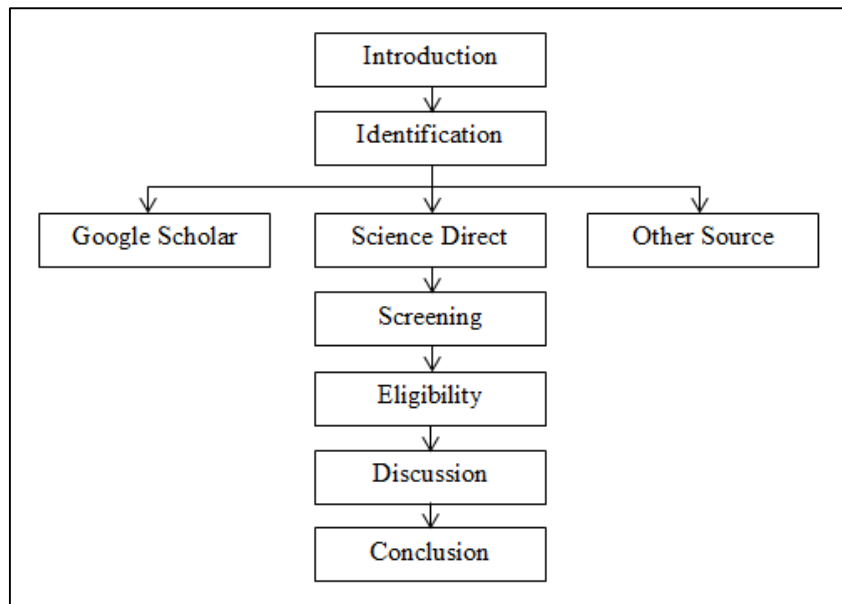 Introduction
Identification
Google Scholar
Science Direct
Other Source
Screening
Eligibility
Discussion
Conclusion